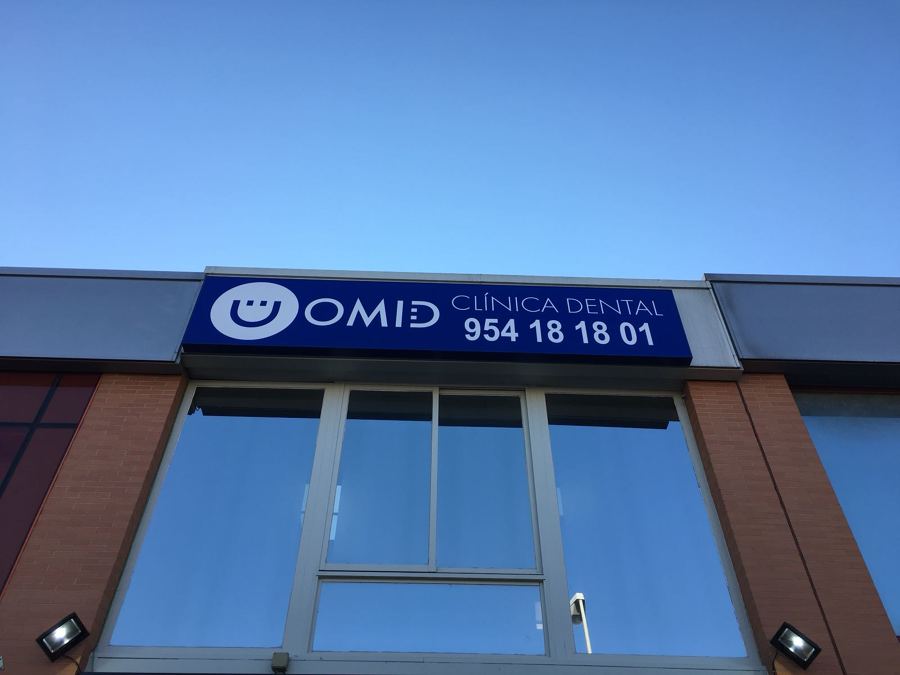 OMID
CLÍNICA DENTAL
954 18 18 01